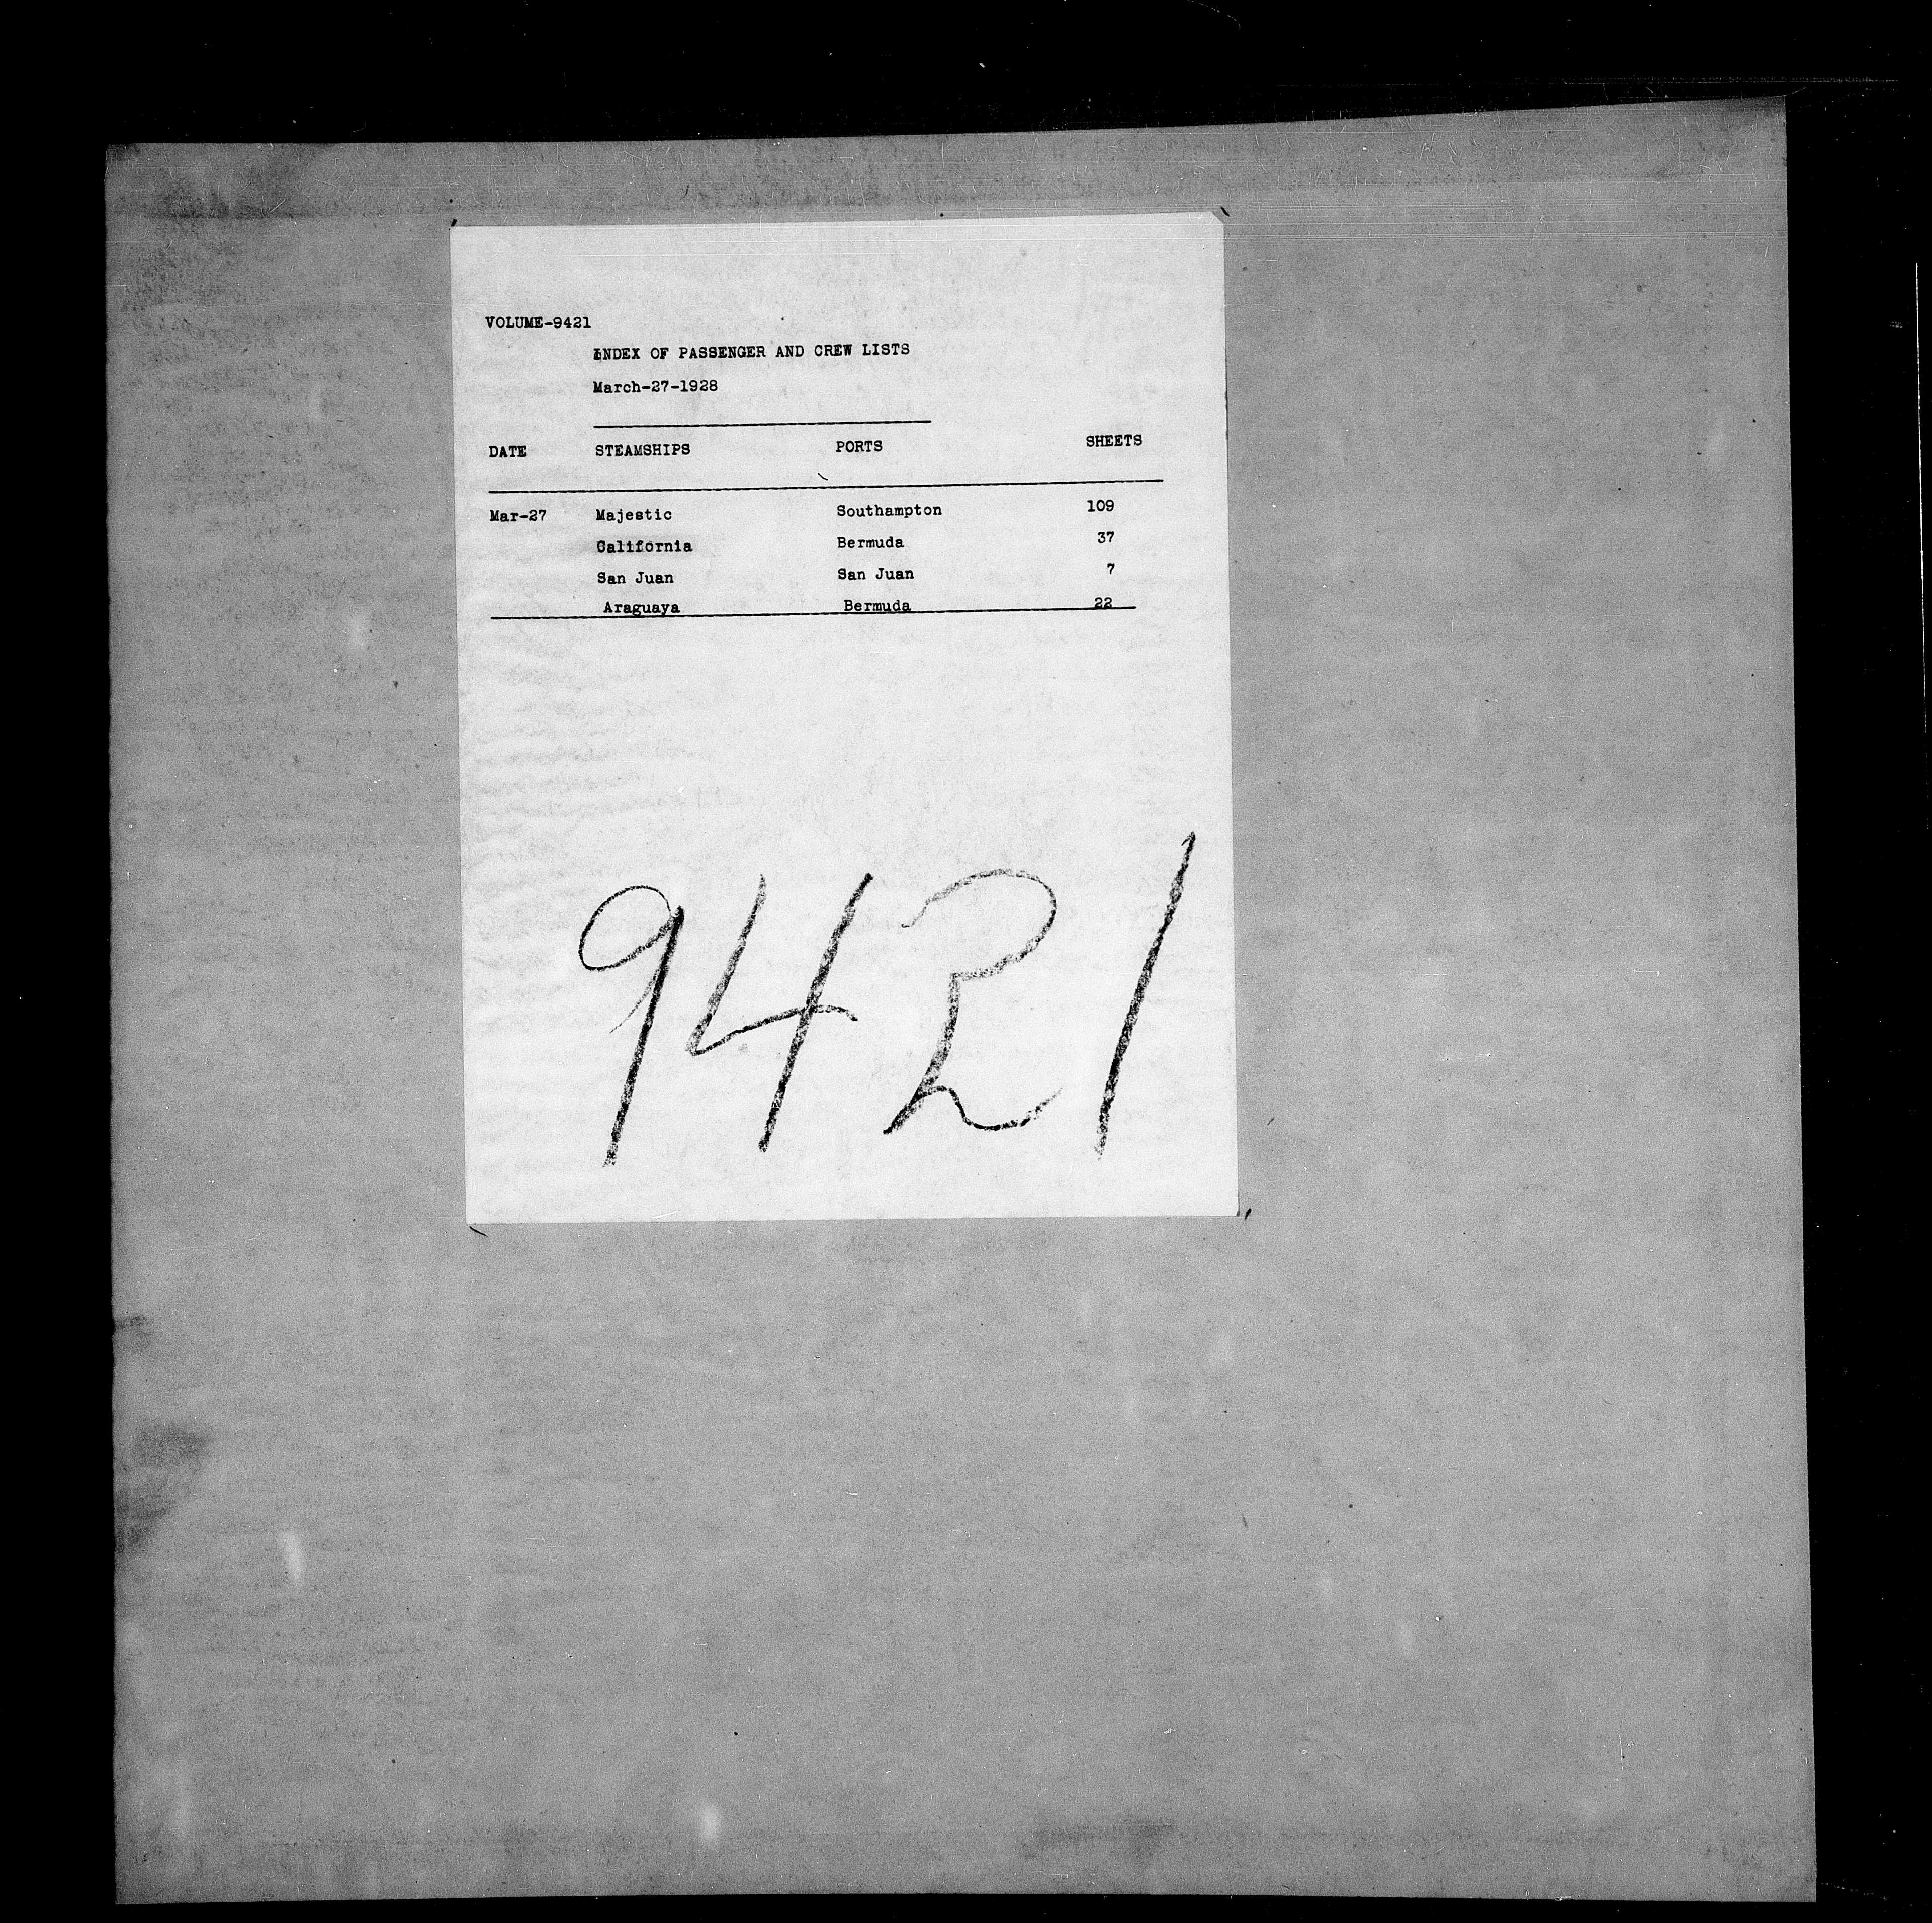 VOLUME-9421
INDEX OF PASSENGER AND CREW LISTS
March-27-1928
DATE STEAMSHIPS PORTS SHEETS
Mar-27 Majestic Southampton 109
California Bermuda 37
San Juan San Juan 7
Araguaya Bermuda 22
9421